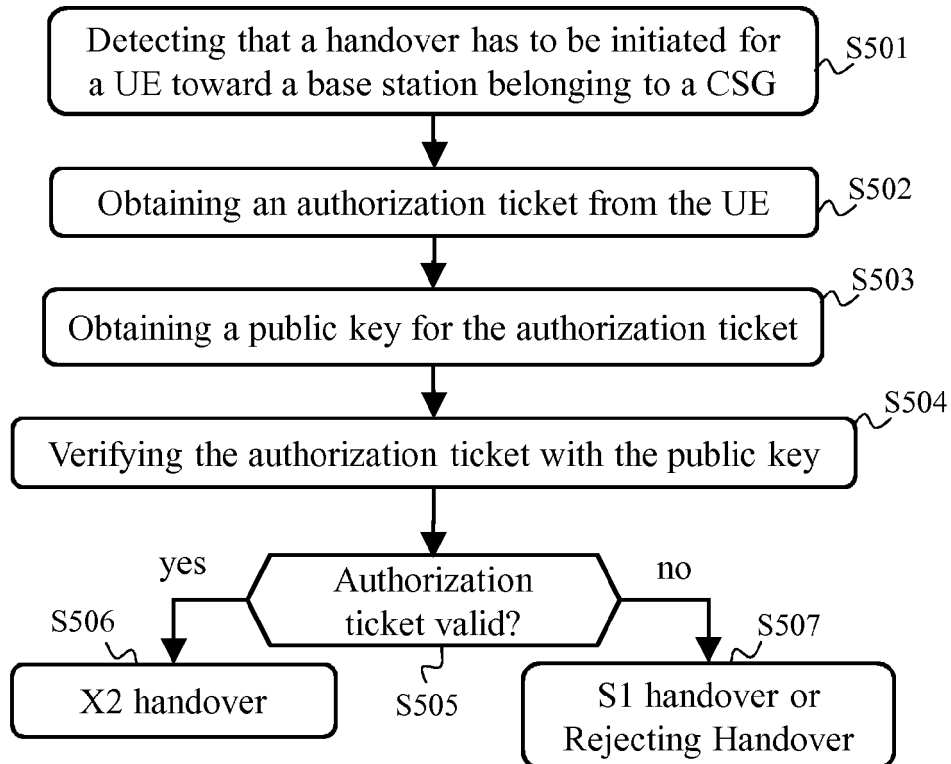 Detecting that a handover has to be initiated for
a UE toward a base station belonging to a CSG
S501
Obtaining an authorization ticket from the UE
S502
Obtaining a public key for the authorization ticket
S503
Verifying the authorization ticket with the public key
S504
Authorization
ticket valid?
S505
yes
no
S506
X2 handover
S507
S1 handover or
Rejecting Handover